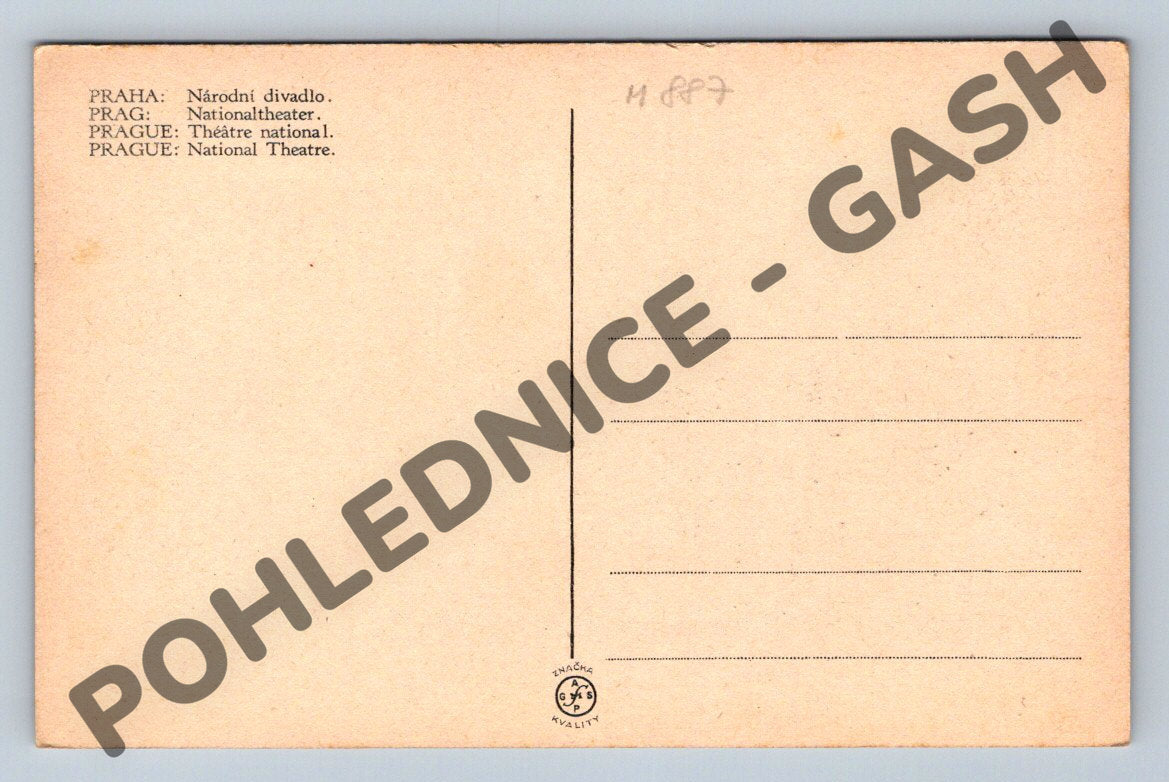 PRAHA: Národní divadlo.
PRAG: Nationaltheater.
PRAGUE: Théâtre national.
PRAGUE: National Theatre.
H 887
POHLEDNICE - GASH
ZNAČKA
A
G S
P
KVALITY